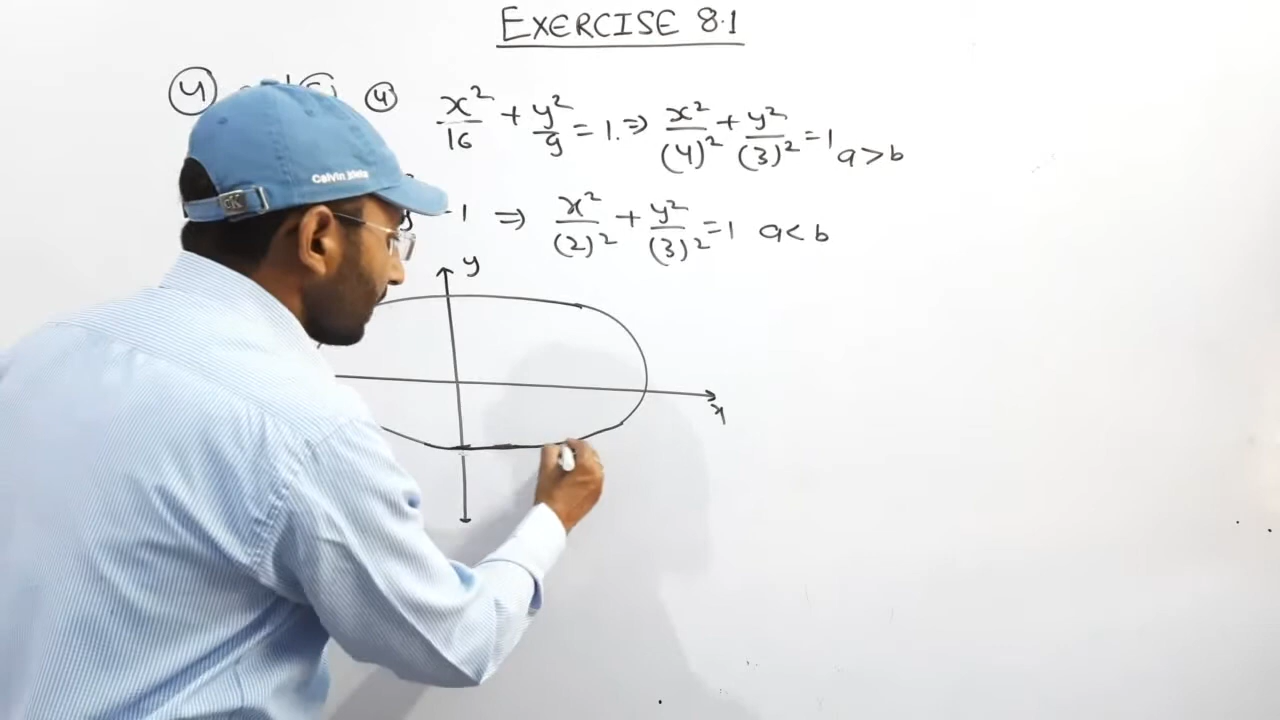 EXERCISE 8.1
4 4 x²/16 + y²/9 = 1. ⇒ x²/(4)² + y²/(3)² = 1 a > b
1 ⇒ x²/(2)² + y²/(3)² = 1 a < b
y
x
Calvin Klein
cK